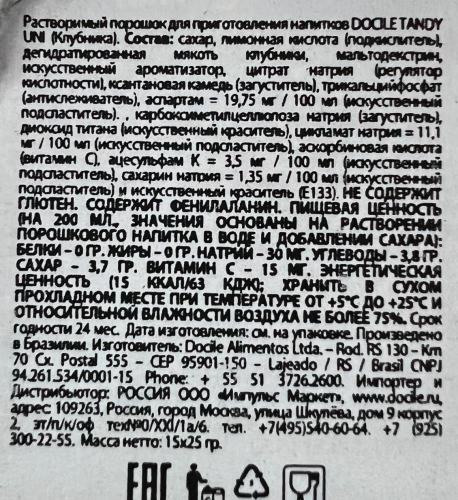 Растворимый порошок для приготовления напитков DOCILE TANDY
UNI (Клубника). Состав: сахар, лимонная кислота (подкислитель),
дегидратированная мякоть клубники, мальтодекстрин,
искусственный ароматизатор, цитрат натрия (регулятор
кислотности), ксантановая камедь (загуститель), трикальцийфосфат
(антислеживатель), аспартам = 19,75 мг / 100 мл (искусственный
подсластитель). , карбоксиметилцеллюлоза натрия (загуститель),
диоксид титана (искусственный краситель), цикламат натрия = 11,1
мг / 100 мл (искусственный подсластитель), аскорбиновая кислота
(витамин C), ацесульфам K = 3,5 мг / 100 мл (искусственный
подсластитель), сахарин натрия = 1,35 мг / 100 мл (искусственный
подсластитель) и искусственный краситель (E133). НЕ СОДЕРЖИТ
ГЛЮТЕН. СОДЕРЖИТ ФЕНИЛАЛАНИН. ПИЩЕВАЯ ЦЕННОСТЬ
(НА 200 МЛ., ЗНАЧЕНИЯ ОСНОВАНЫ НА РАСТВОРЕНИИ
ПОРОШКОВОГО НАПИТКА В ВОДЕ И ДОБАВЛЕНИИ САХАРА):
БЕЛКИ – 0 ГР. ЖИРЫ – 0 ГР. НАТРИЙ – 30 МГ. УГЛЕВОДЫ – 3,8 ГР.
САХАР – 3,7 ГР. ВИТАМИН C – 15 МГ. ЭНЕРГЕТИЧЕСКАЯ
ЦЕННОСТЬ (15 ККАЛ/63 КДЖ); ХРАНИТЬ В СУХОМ
ПРОХЛАДНОМ МЕСТЕ ПРИ ТЕМПЕРАТУРЕ ОТ +5°C ДО +25°C И
ОТНОСИТЕЛЬНОЙ ВЛАЖНОСТИ ВОЗДУХА НЕ БОЛЕЕ 75%. Срок
годности 24 мес. Дата изготовления: см. на упаковке. Произведено
в Бразилии. Изготовитель: Docile Alimentos Ltda. – Rod. RS 130 – Km
70 Cx. Postal 555 – CEP 95901-150 – Lajeado / RS / Brasil CNPJ
94.261.534/0001-15 Phone: + 55 51 3726.2600. Импортер и
Дистрибьютор: РОССИЯ ООО «Импульс Маркет», www.docile.ru,
адрес: 109263, Россия, город Москва, улица Шкулёва, дом 9 корпус
2, эт/п/к/оф тех№0/XXI/1а/6. тел. +7(495)540-60-64. +7 (925)
300-22-55. Масса нетто: 15x25 гр.
EAC